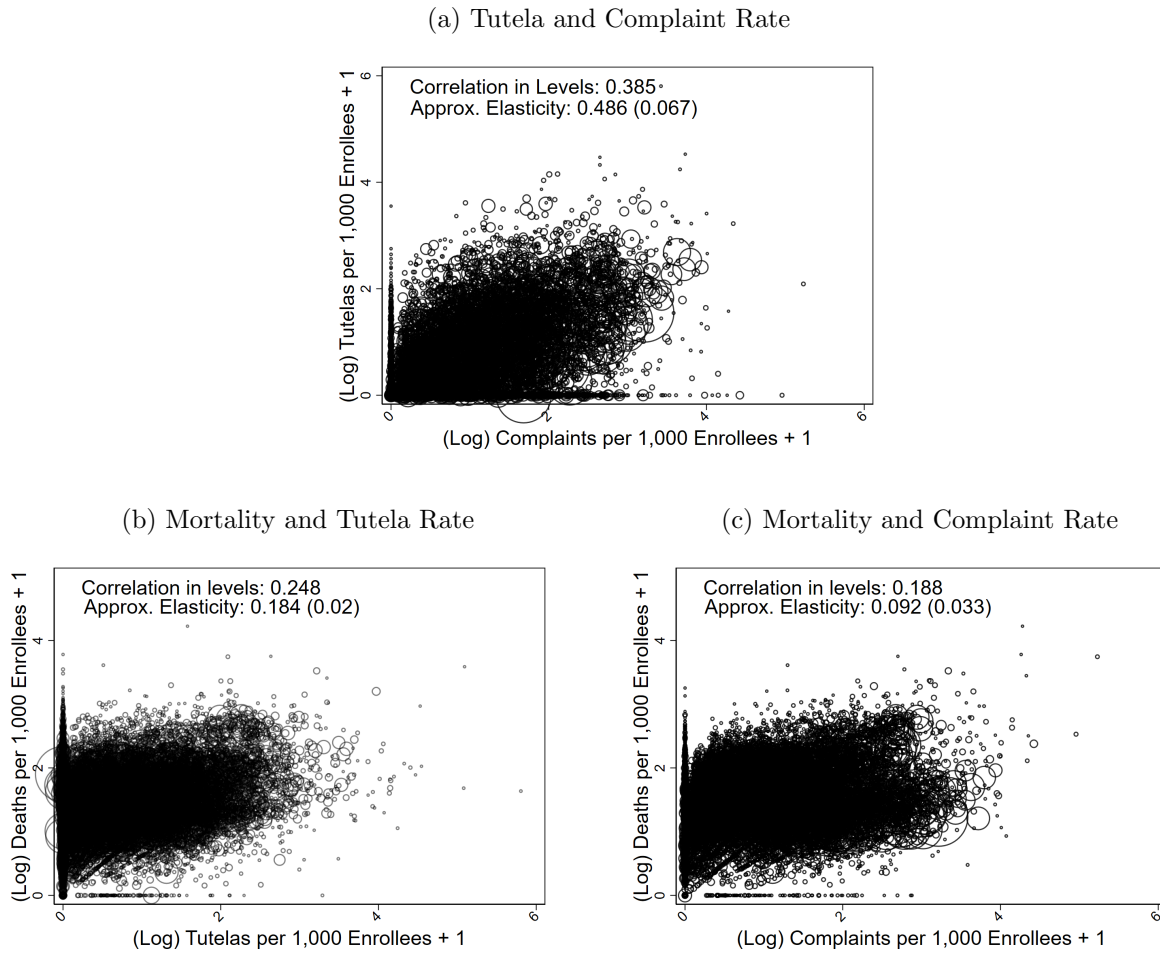 (a) Tutela and Complaint Rate
Correlation in Levels: 0.385
Approx. Elasticity: 0.486 (0.067)
(Log) Tutelas per 1,000 Enrollees + 1
6
4
2
0
0
2
4
6
(Log) Complaints per 1,000 Enrollees + 1
(b) Mortality and Tutela Rate
Correlation in levels: 0.248
Approx. Elasticity: 0.184 (0.02)
(Log) Deaths per 1,000 Enrollees + 1
4
2
0
0
2
4
6
(Log) Tutelas per 1,000 Enrollees + 1
(c) Mortality and Complaint Rate
Correlation in levels: 0.188
Approx. Elasticity: 0.092 (0.033)
(Log) Deaths per 1,000 Enrollees + 1
4
2
0
0
2
4
6
(Log) Complaints per 1,000 Enrollees + 1